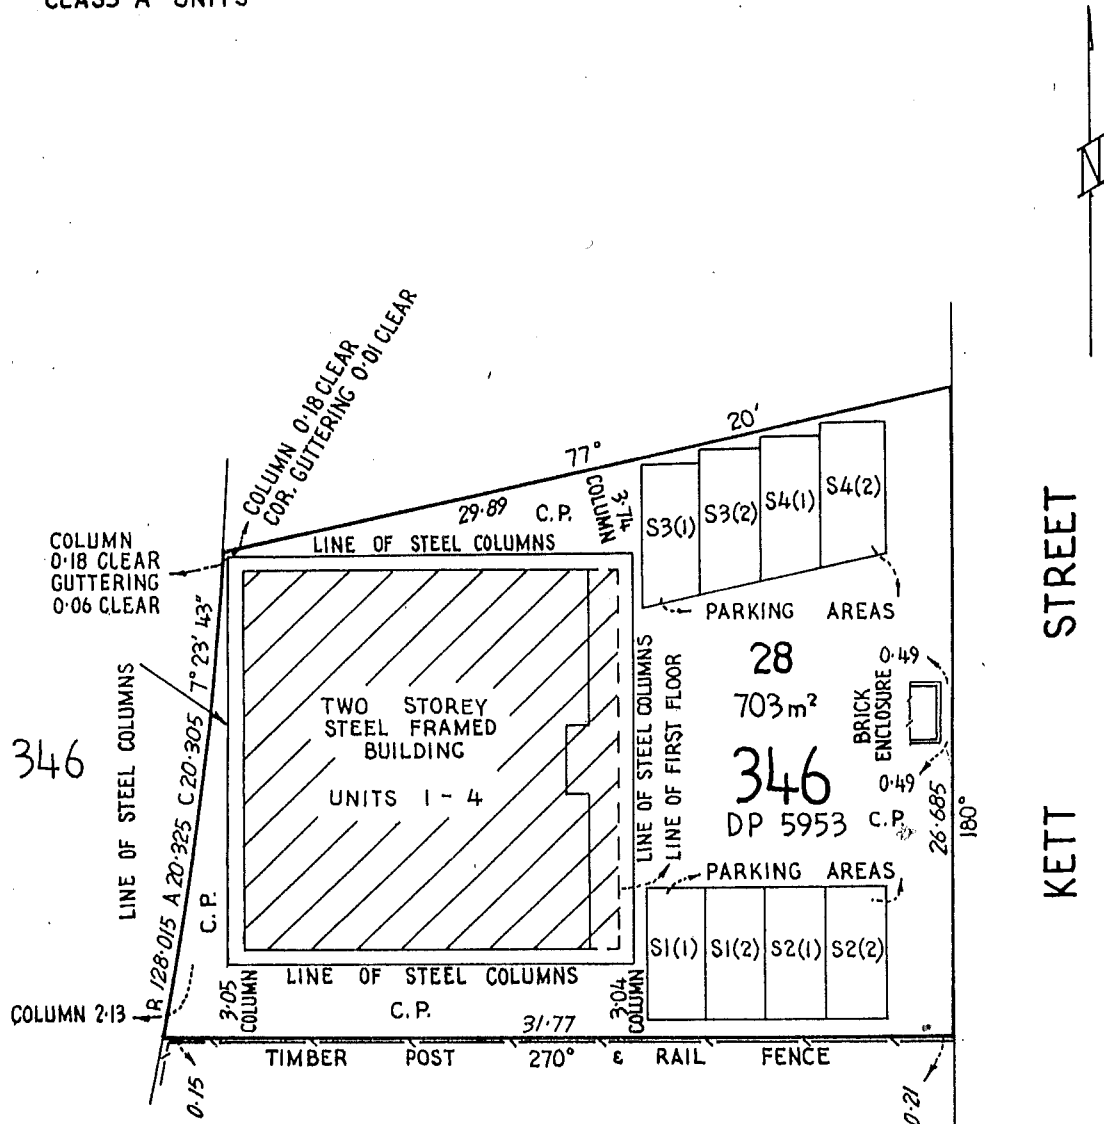 CLASS 'A' UNITS
N
COLUMN 0·18 CLEAR
COR. GUTTERING 0·01 CLEAR
20'
77°
29·89
C.P.
COLUMN
3·74
S3(1)
S3(2)
S4(1)
S4(2)
COLUMN
0·18 CLEAR
GUTTERING
0·06 CLEAR
LINE OF STEEL COLUMNS
PARKING AREAS
STREET
KETT
28
703m²
346
DP 5953
C.P.
BRICK
ENCLOSURE
0·49
0·49
26·685
180°
TWO STOREY
STEEL FRAMED
BUILDING
UNITS 1 - 4
LINE OF STEEL COLUMNS
LINE OF FIRST FLOOR
346
LINE OF STEEL COLUMNS
R 128·015 A 20·325 C 20·305 7° 23' 43"
C.P.
PARKING AREAS
S1(1)
S1(2)
S2(1)
S2(2)
LINE OF STEEL COLUMNS
3·05
COLUMN
C.P.
3·04
COLUMN
COLUMN 2·13
31·77
TIMBER POST 270° & RAIL FENCE
0·15
0·21